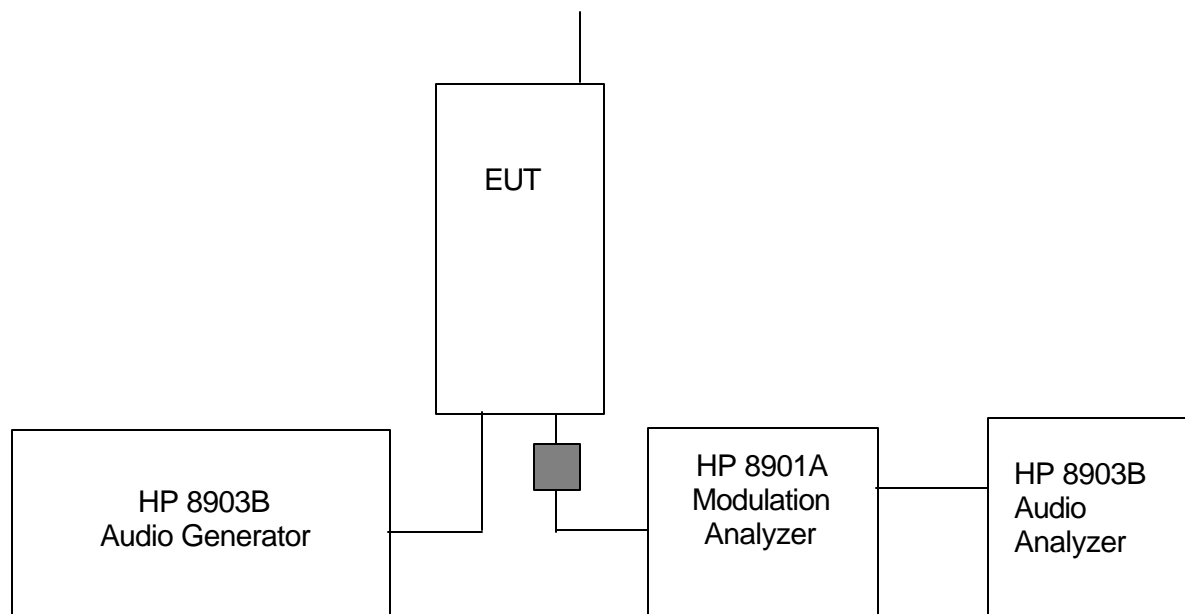 EUT
HP 8903B
Audio Generator
HP 8901A
Modulation
Analyzer
HP 8903B
Audio
Analyzer